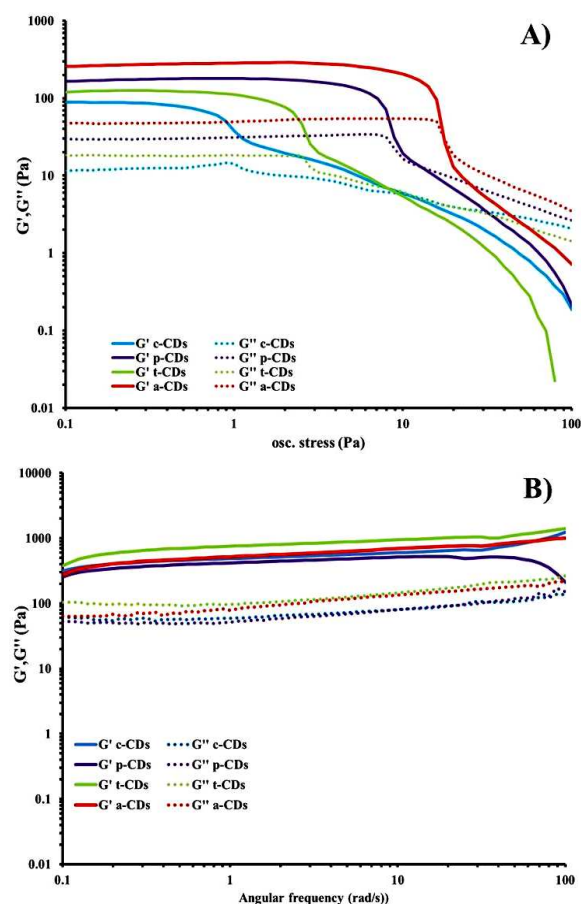 A)
1000
100
10
1
0.1
0.01
G',G'' (Pa)
G' c-CDs G'' c-CDs
G' p-CDs G'' p-CDs
G' t-CDs G'' t-CDs
G' a-CDs G'' a-CDs
0.1 1 10 100
osc. stress (Pa)
B)
10000
1000
100
10
1
0.1
0.01
G',G'' (Pa)
G' c-CDs G'' c-CDs
G' p-CDs G'' p-CDs
G' t-CDs G'' t-CDs
G' a-CDs G'' a-CDs
0.1 1 10 100
Angular frequency (rad/s))